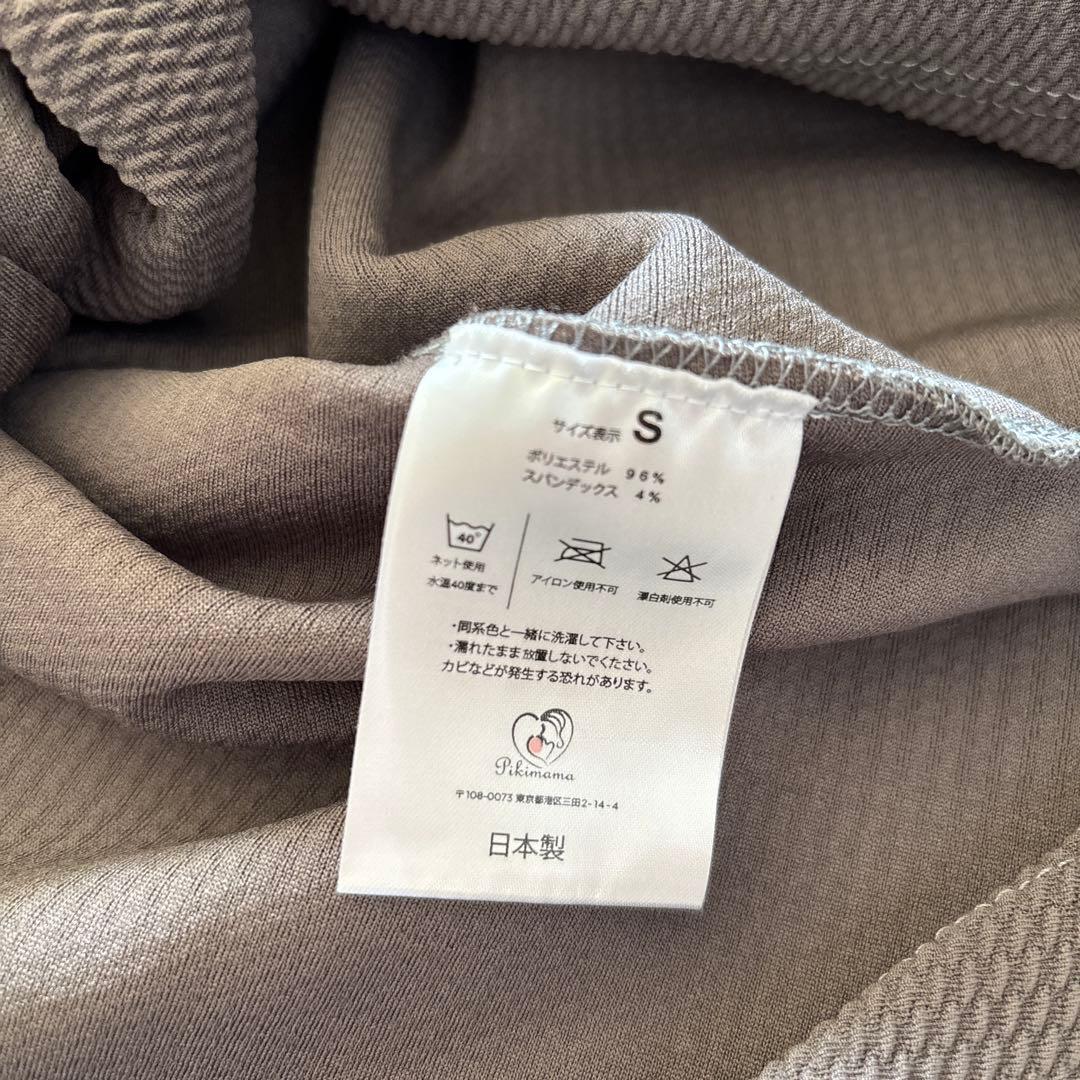 サイズ表示 S
ポリエステル 96%
スパンデックス 4%
40°
ネット使用
水温40度まで
アイロン使用不可
漂白剤使用不可
・同系色と一緒に洗濯して下さい。
・濡れたまま放置しないでください。
カビなどが発生する恐れがあります。
Pikimama
〒108-0073 東京都港区三田2-14-4
日本製